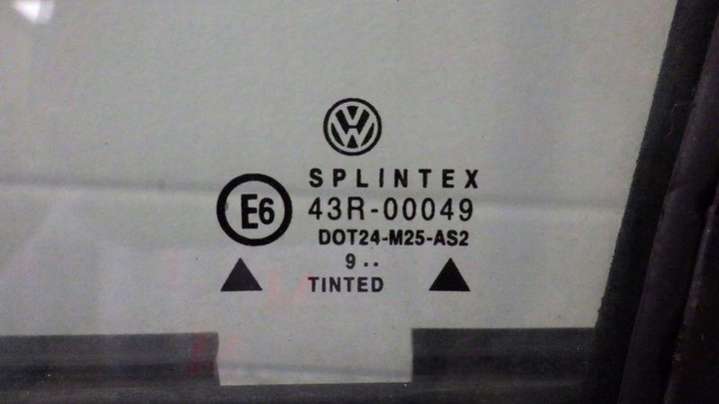 SPLINTEX
E6 43R-00049
DOT24-M25-AS2
9..
TINTED